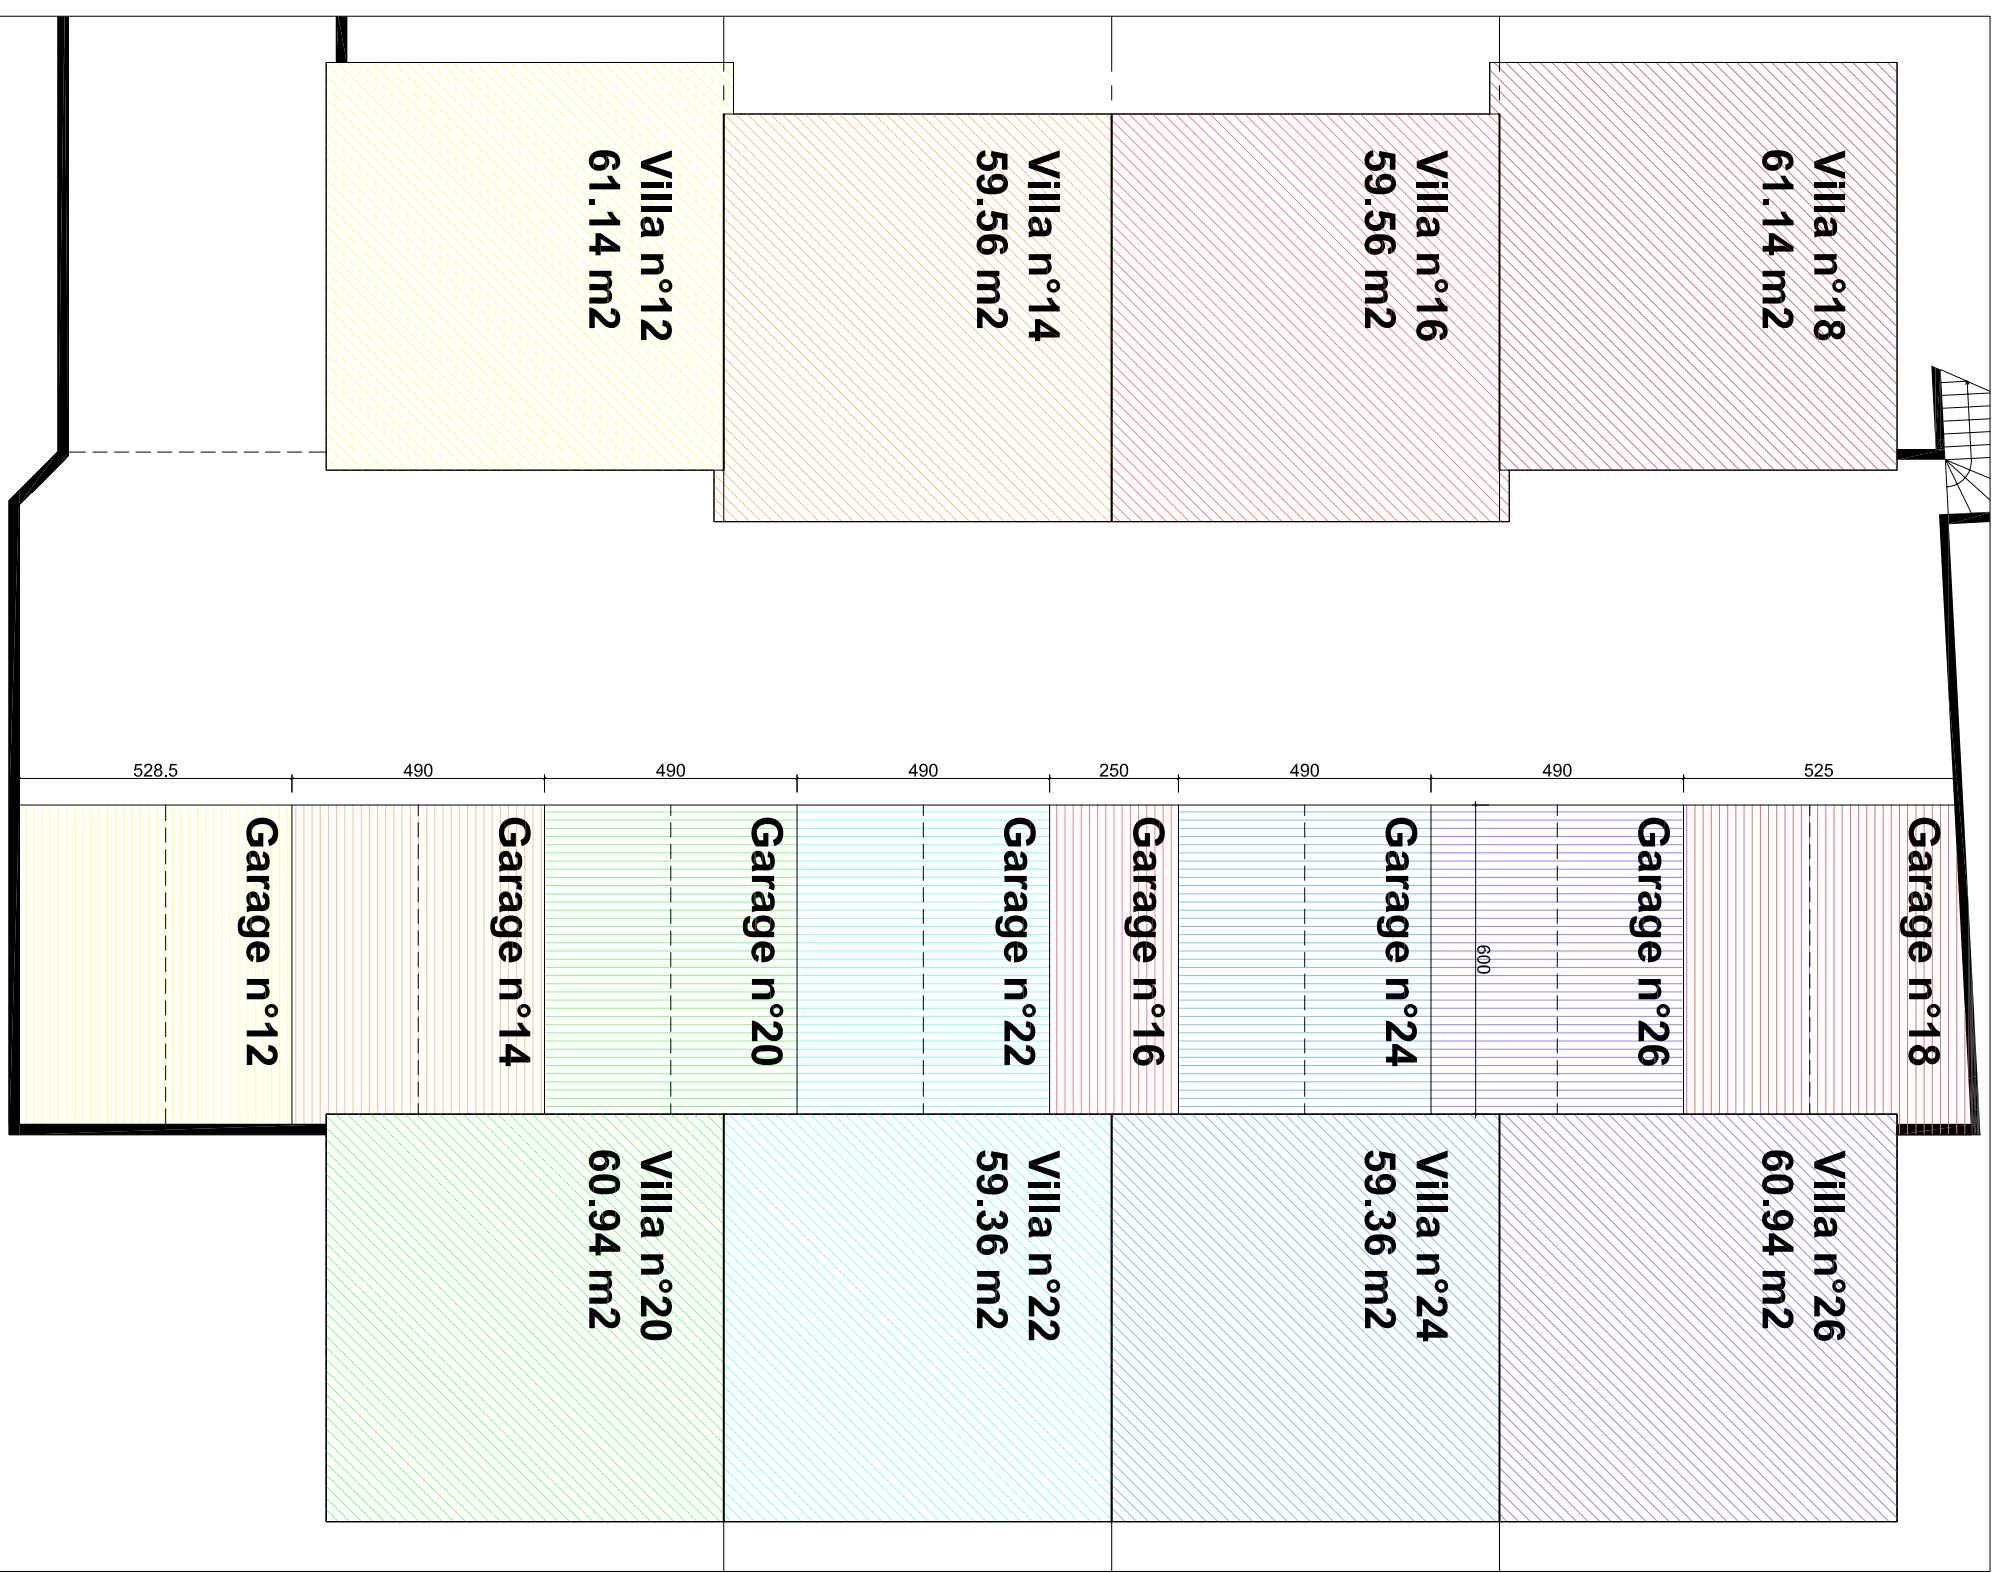 Villa n°12
61.14 m2
Villa n°14
59.56 m2
Villa n°16
59.56 m2
Villa n°18
61.14 m2
528.5
490
490
490
250
490
490
525
Garage n°12
Garage n°14
Garage n°20
Garage n°22
Garage n°16
Garage n°24
600
Garage n°26
Garage n°18
Villa n°20
60.94 m2
Villa n°22
59.36 m2
Villa n°24
59.36 m2
Villa n°26
60.94 m2